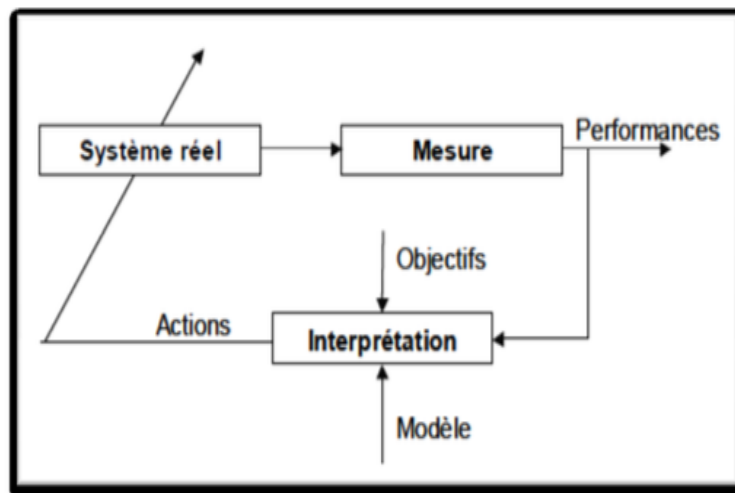 Système réel
Mesure
Performances
Objectifs
Actions
Interprétation
Modèle